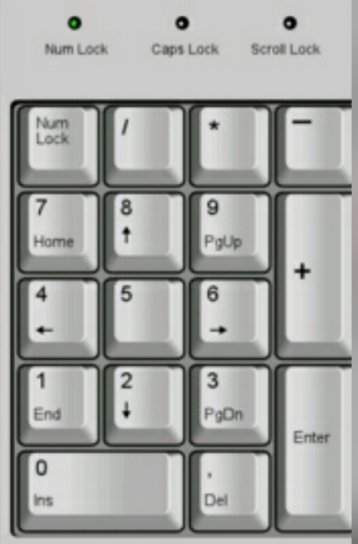 Num Lock Caps Lock Scroll Lock
Num / * −
Lock
7 8 9
↑
Home PgUp
+
4 5 6
← →
1 2 3
End ↓ PgDn
Enter
0 .
Ins Del